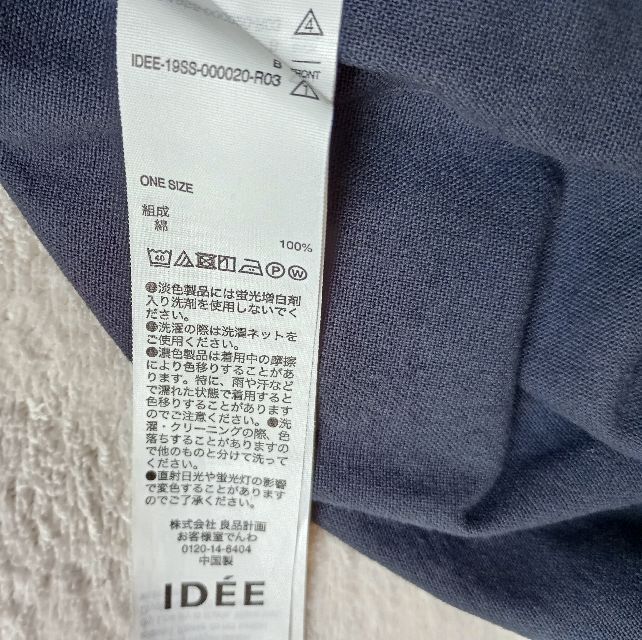 4
B
IDEE-19SS-000020-R03
FRONT
1
ONE SIZE
組成
綿
100%
40 P W
淡色製品には蛍光増白剤
入り洗剤を使用しないでく
ださい。
洗濯の際は洗濯ネットを
ご使用ください。
濃色製品は着用中の摩擦
により色移りすることがあ
ります。特に、雨や汗など
で濡れた状態で着用すると
色移りすることがあります
のでご注意ください。●洗
濯・クリーニングの際、色
落ちすることがありますの
で他のものと分けて洗って
ください。
●直射日光や蛍光灯の影響
で変色することがあります
のでご了承ください。
株式会社 良品計画
お客様室でんわ
0120-14-6404
中国製
IDÉE